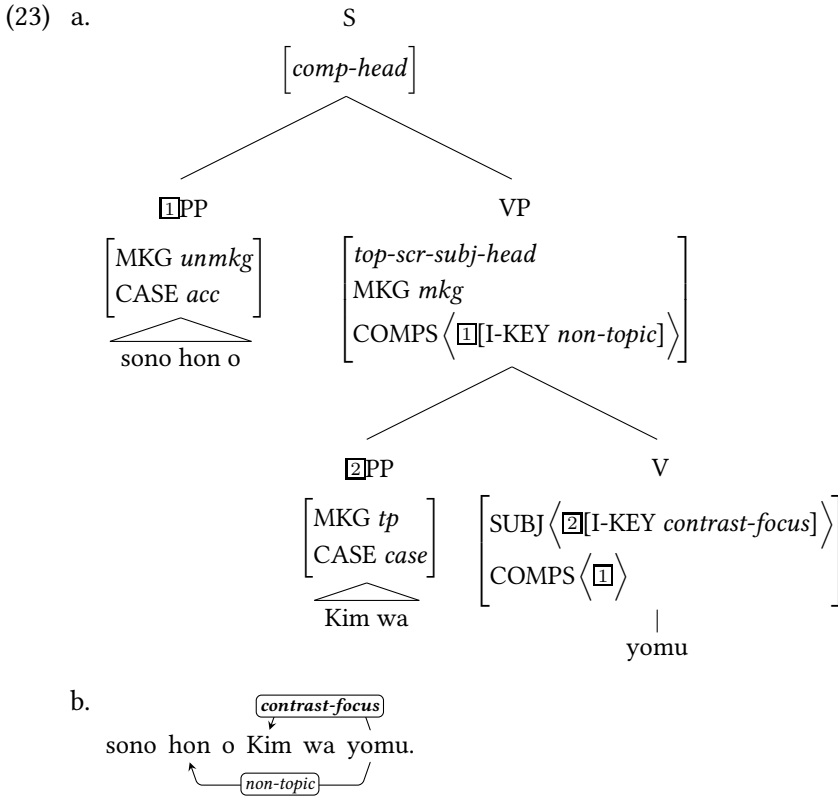 (23) a. S
[comp-head]
1PP VP
MKG unmkg
CASE acc
top-scr-subj-head
MKG mkg
COMPS ⟨1[I-KEY non-topic]⟩
sono hon o
2PP V
MKG tp
CASE case
SUBJ ⟨2[I-KEY contrast-focus]⟩
COMPS ⟨1⟩
Kim wa
yomu
b.
contrast-focus
sono hon o Kim wa yomu.
non-topic